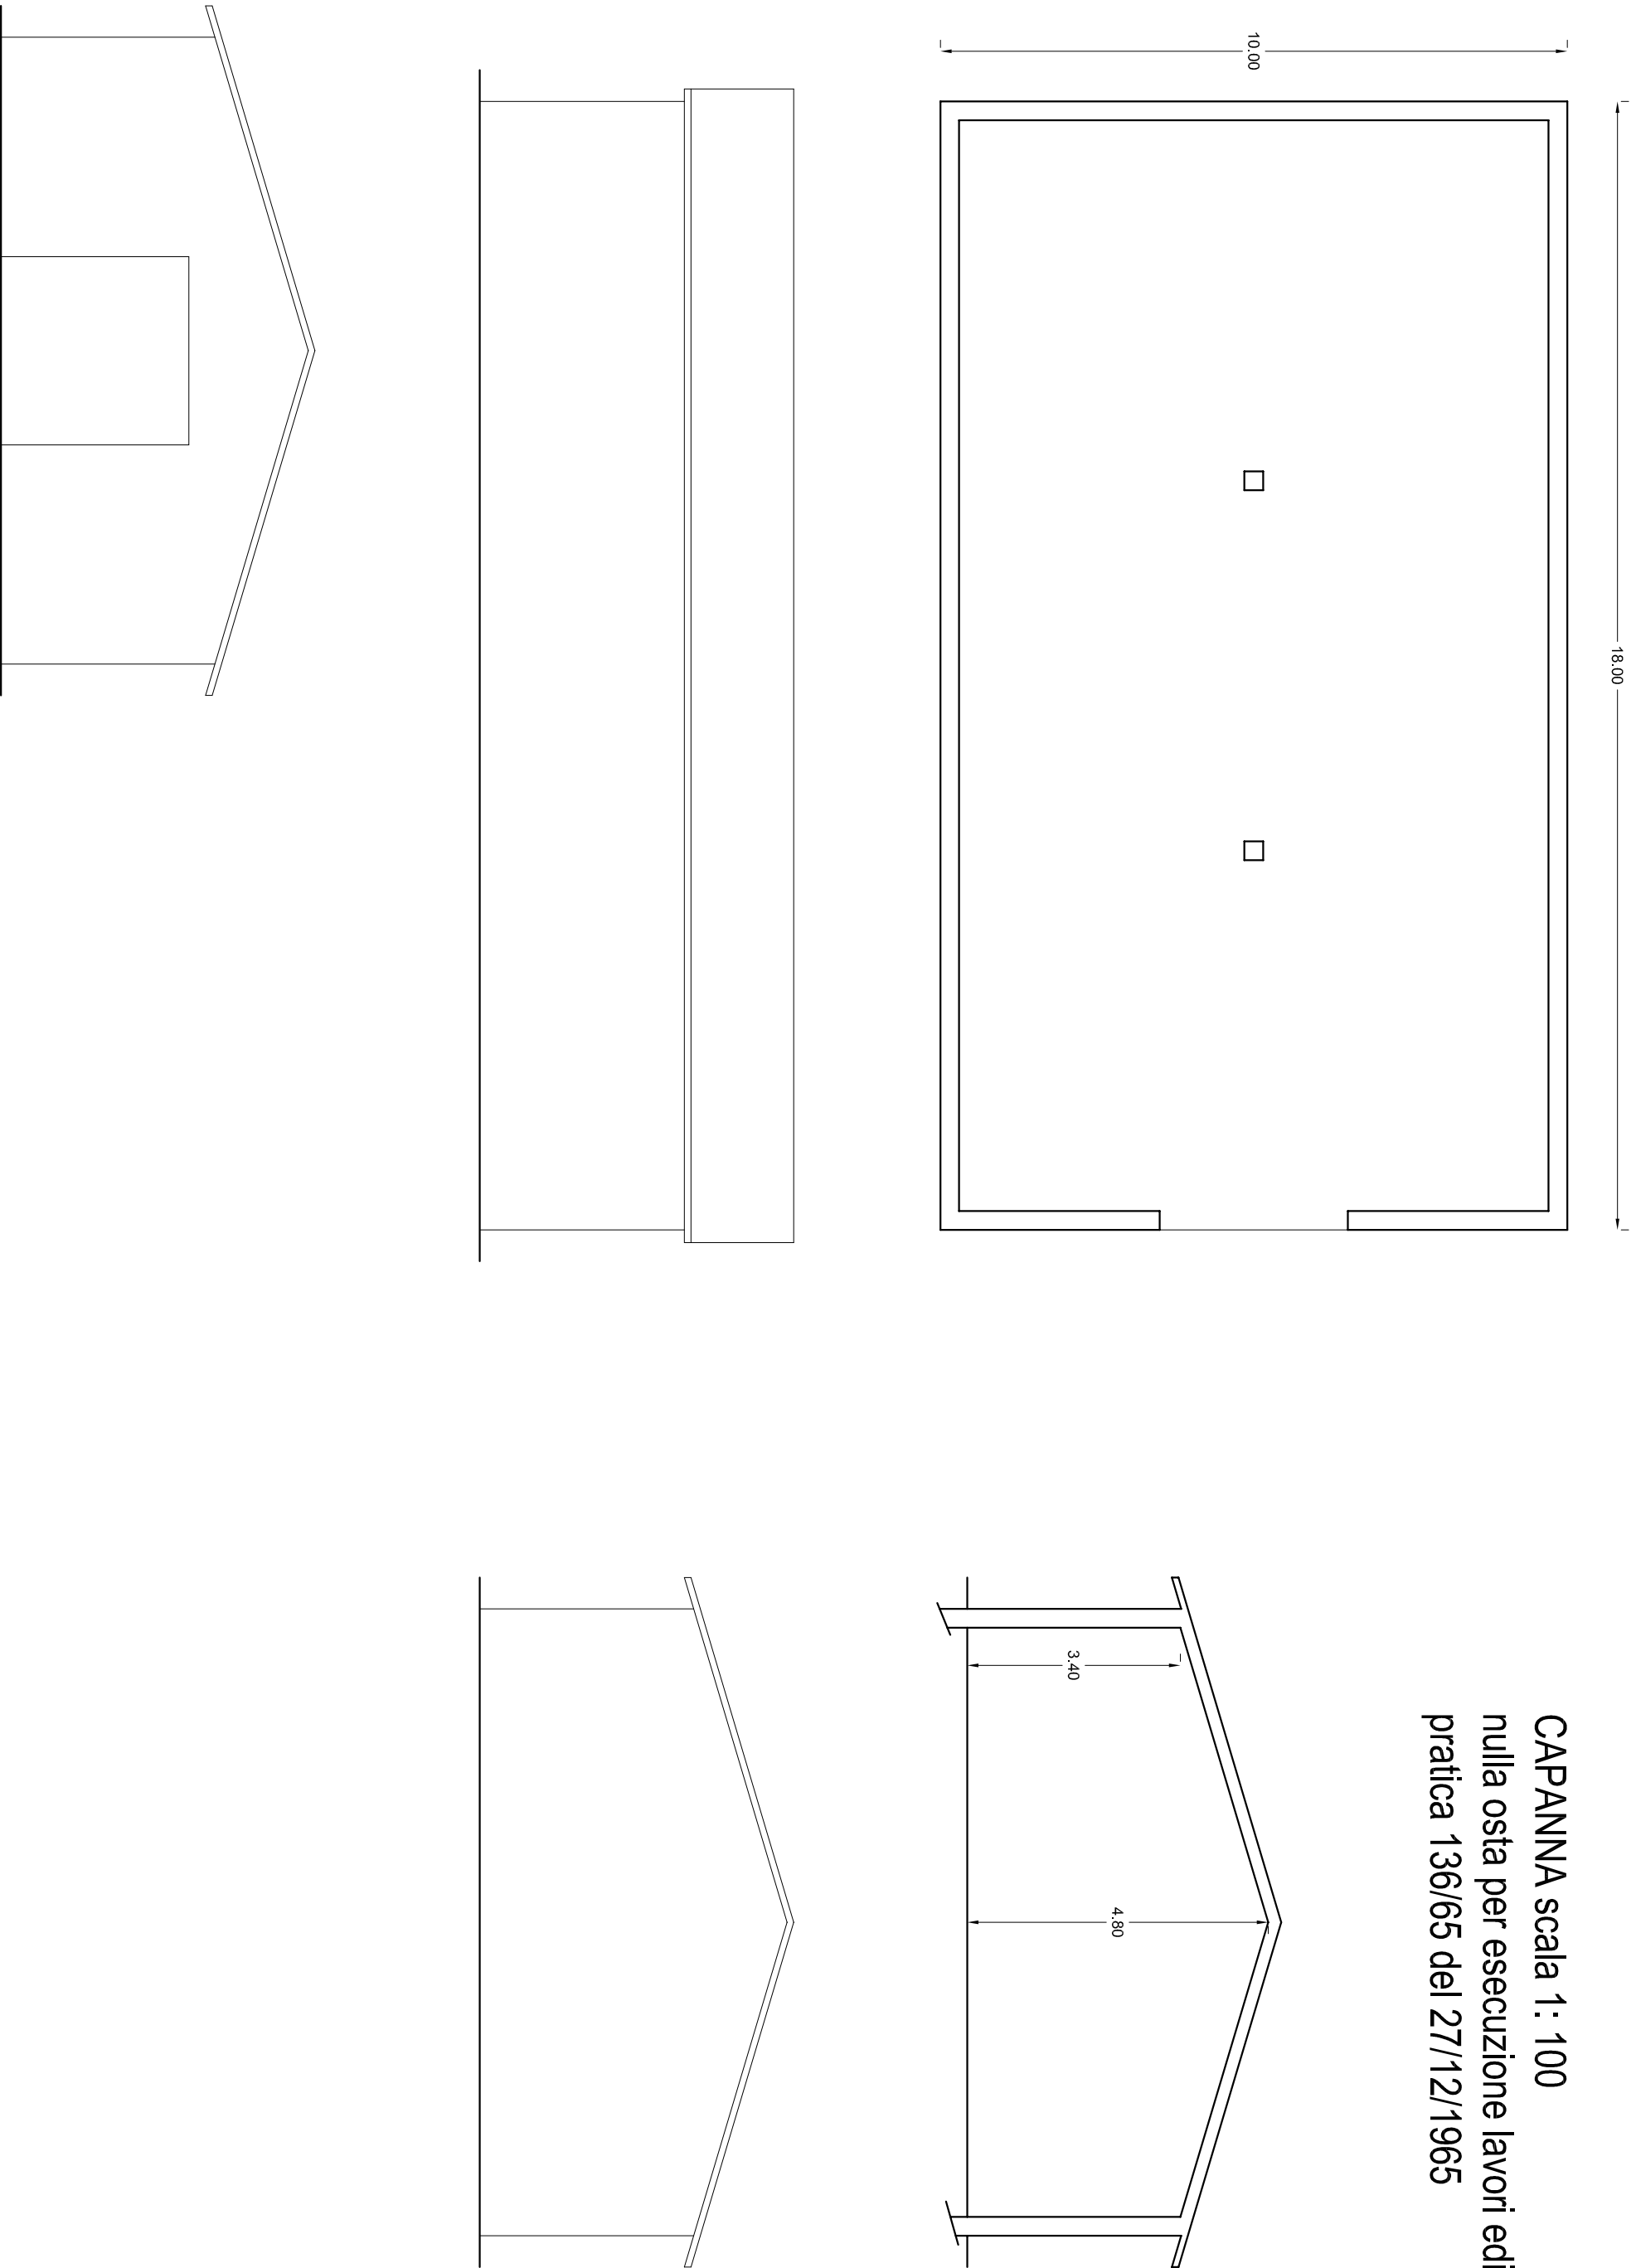 CAPANNA scala 1: 100
nulla osta per esecuzione lavori edi
pratica 136/65 del 27/12/1965
18.00
10.00
3.40
4.80